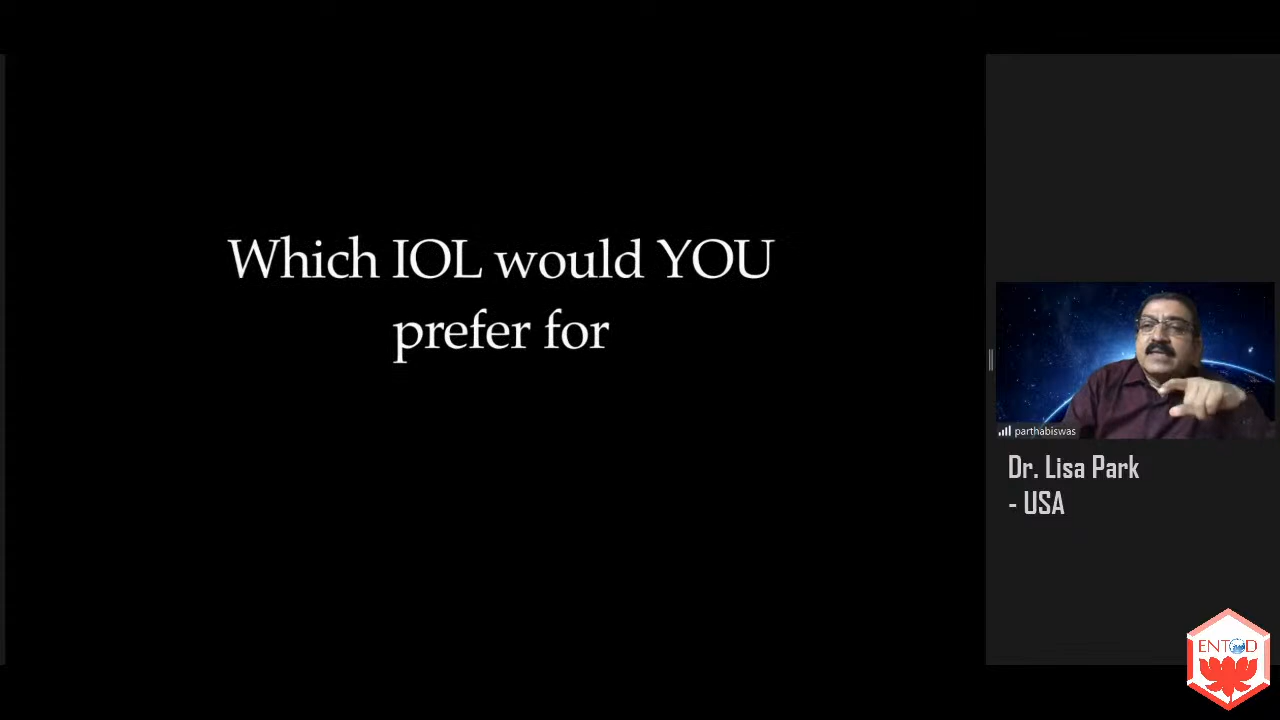 Which IOL would YOU
prefer for
parthabiswas
Dr. Lisa Park
- USA
ENTOD